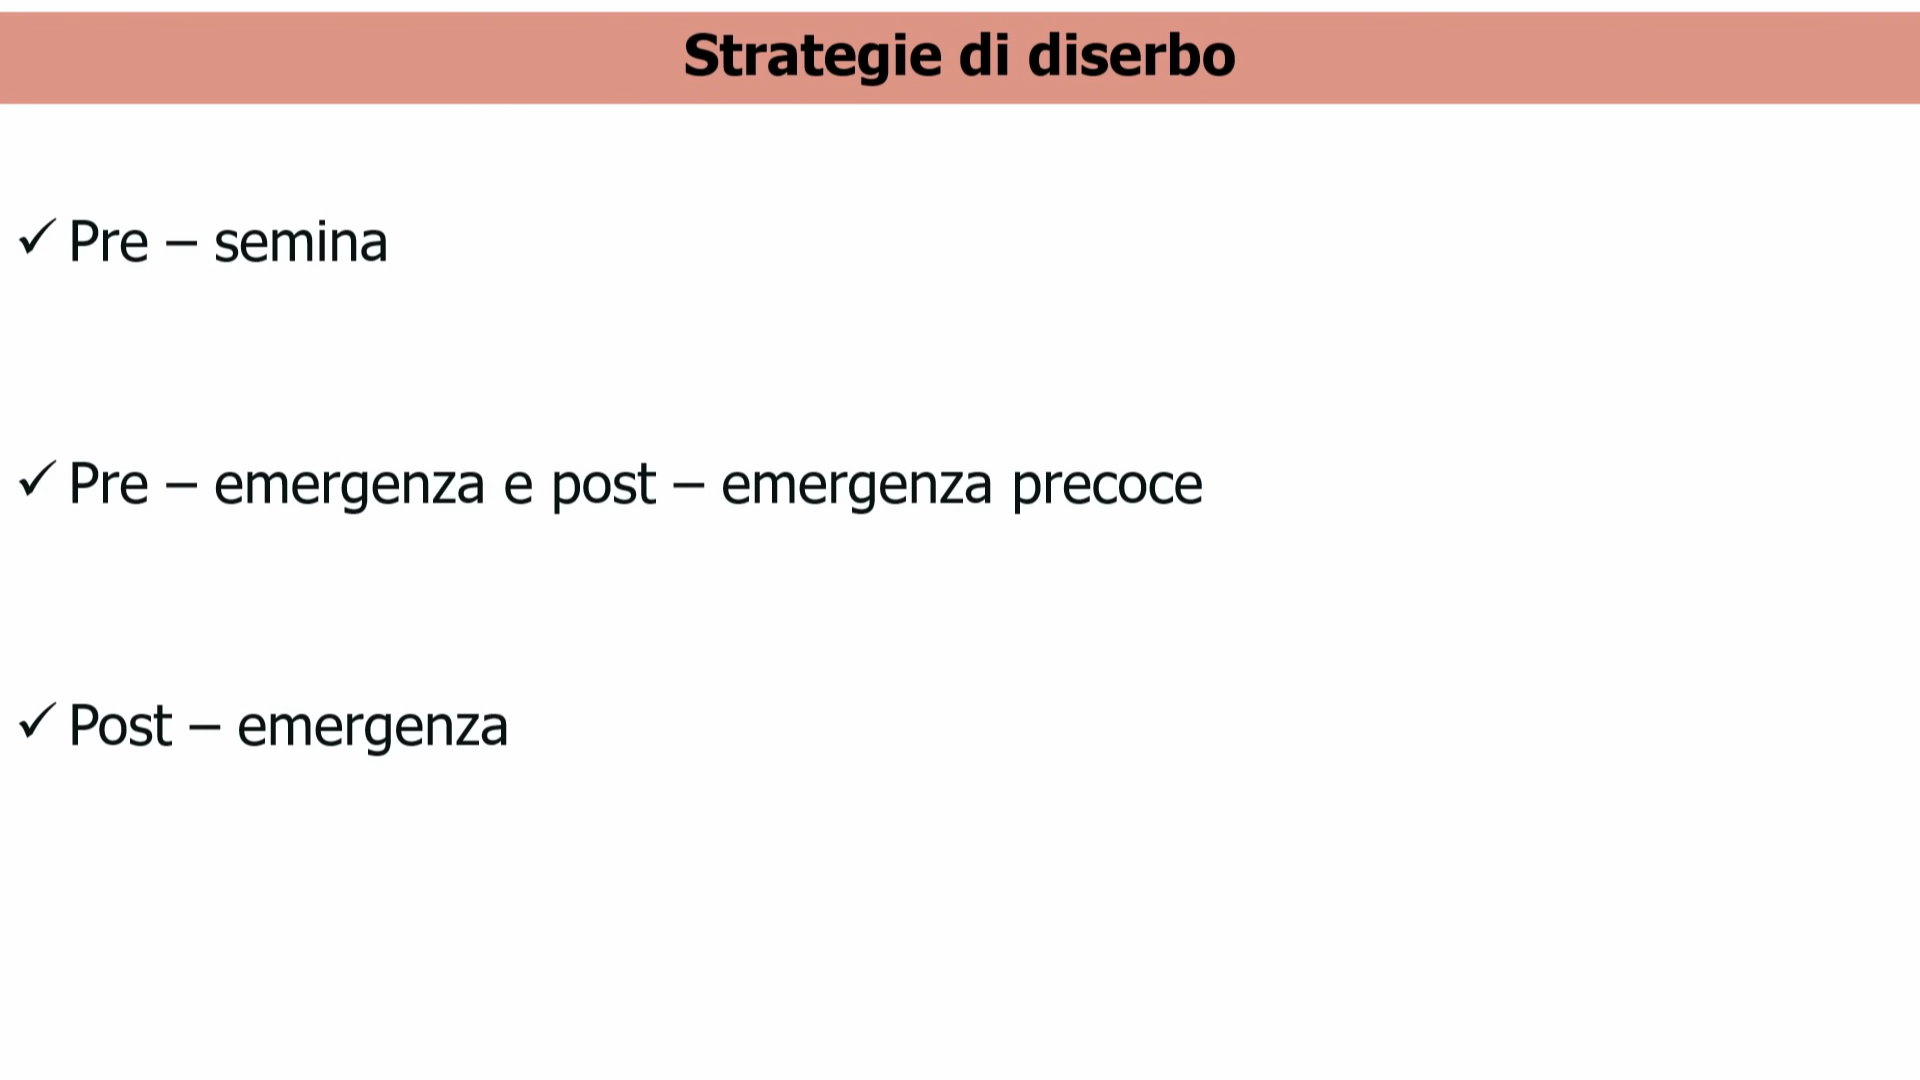 Strategie di diserbo
✓ Pre – semina
✓ Pre – emergenza e post – emergenza precoce
✓ Post – emergenza